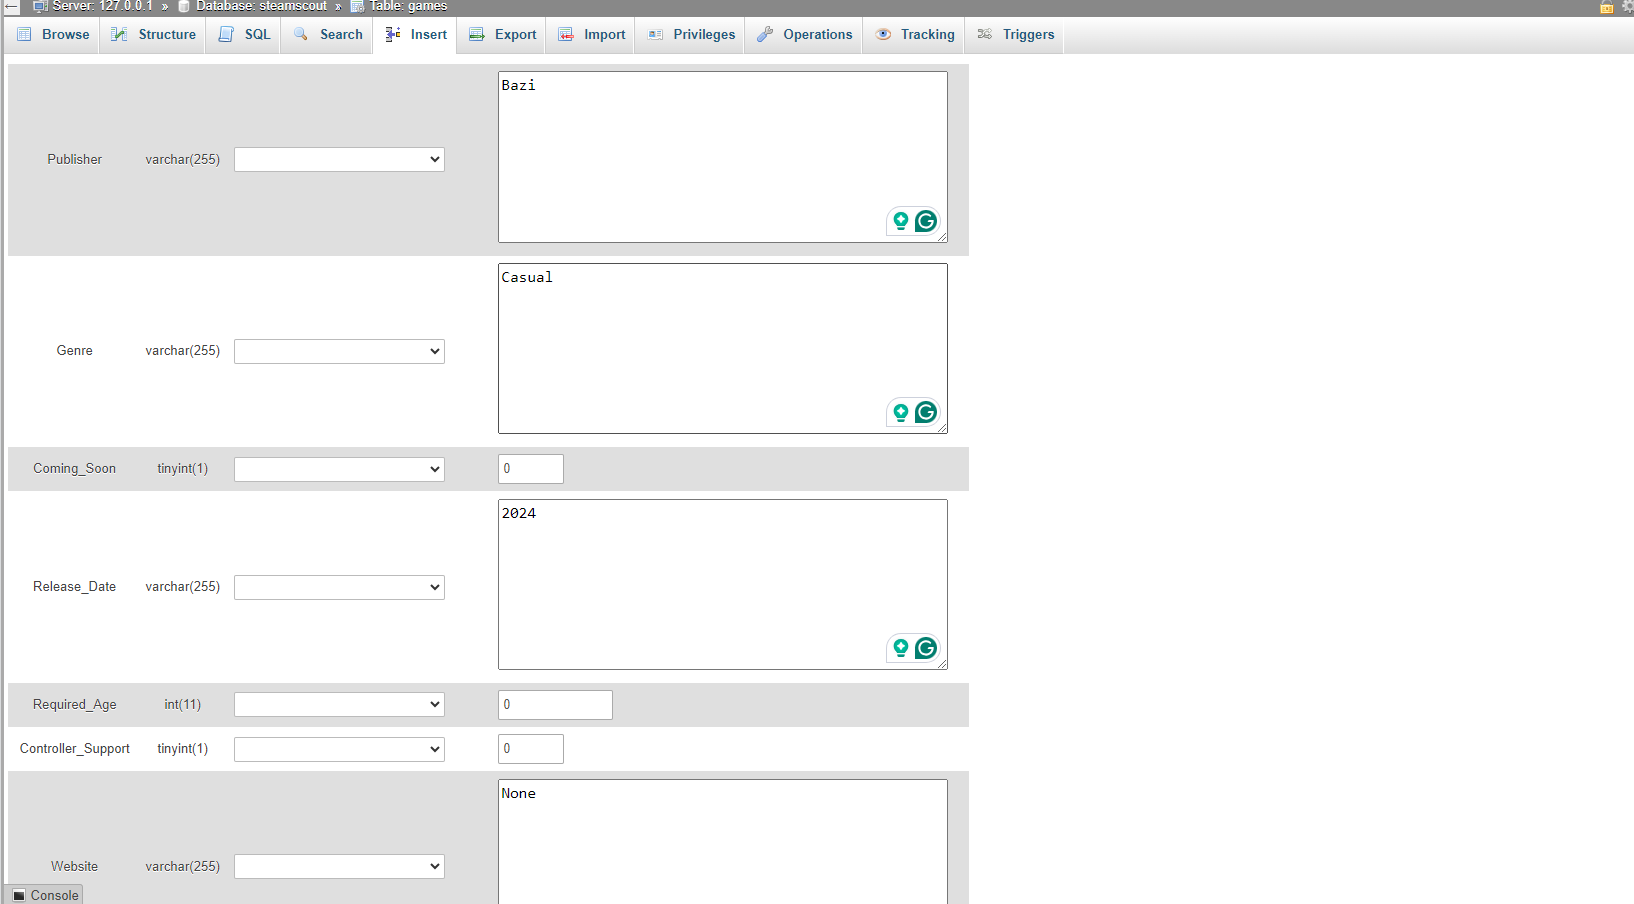 Server: 127.0.0.1 » Database: steamscout » Table: games
Browse Structure SQL Search Insert Export Import Privileges Operations Tracking Triggers
Publisher varchar(255) Bazi
Genre varchar(255) Casual
Coming_Soon tinyint(1) 0
Release_Date varchar(255) 2024
Required_Age int(11) 0
Controller_Support tinyint(1) 0
Website varchar(255) None
Console